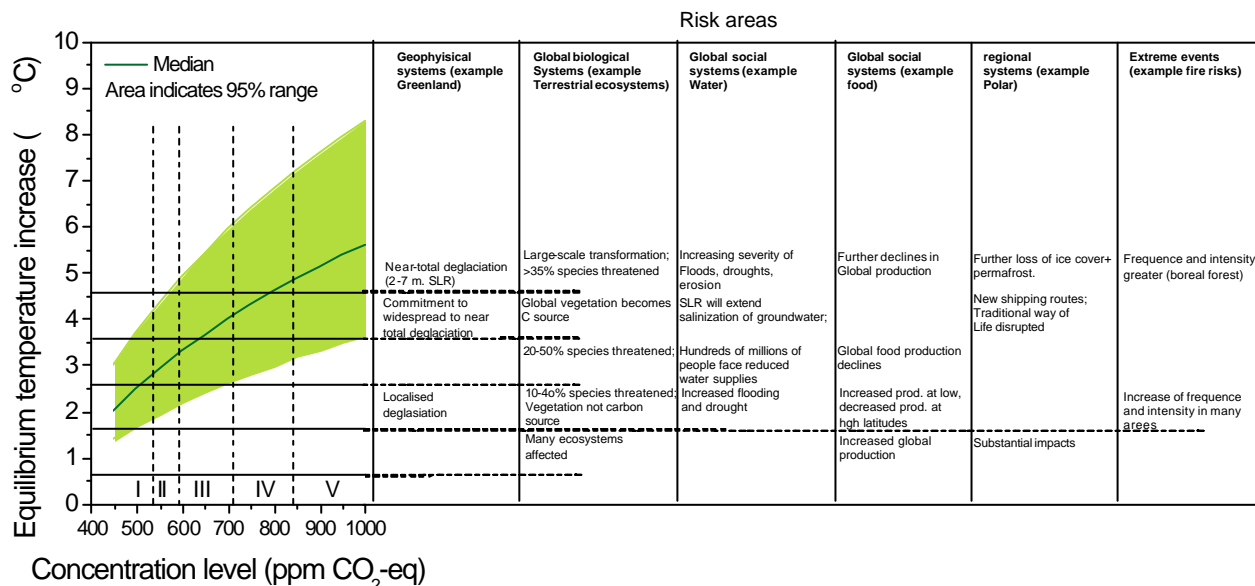 Risk areas
Equilibrium temperature increase ( °C)
10
9
8
7
6
5
4
3
2
1
0
Median
Area indicates 95% range
I II III IV V
400 500 600 700 800 900 1000
Concentration level (ppm CO2-eq)
Geophyisical
systems (example
Greenland)
Near-total deglaciation
(2-7 m. SLR)
Commitment to
widespread to near
total deglaciation
Localised
deglasiation
Global biological
Systems (example
Terrestrial ecosystems)
Large-scale transformation;
>35% species threatened
Global vegetation becomes
C source
20-50% species threatened;
10-4o% species threatened;
Vegetation not carbon
source
Many ecosystems
affected
Global social
systems (example
Water)
Increasing severity of
Floods, droughts,
erosion
SLR will extend
salinization of groundwater;
Hundreds of millions of
people face reduced
water supplies
Increased flooding
and drought
Global social
systems (example
food)
Further declines in
Global production
Global food production
declines
Increased prod. at low,
decreased prod. at
hgh latitudes
Increased global
production
regional
systems (example
Polar)
Further loss of ice cover+
permafrost.
New shipping routes;
Traditional way of
Life disrupted
Substantial impacts
Extreme events
(example fire risks)
Frequence and intensity
greater (boreal forest)
Increase of frequence
and intensity in many
arees